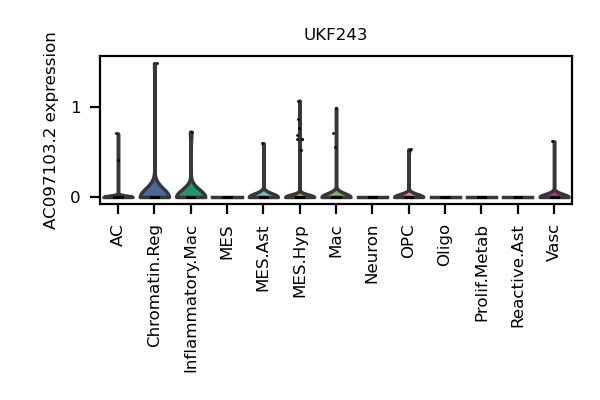 UKF243
AC097103.2 expression
1
0
AC
Chromatin.Reg
Inflammatory.Mac
MES
MES.Ast
MES.Hyp
Mac
Neuron
OPC
Oligo
Prolif.Metab
Reactive.Ast
Vasc